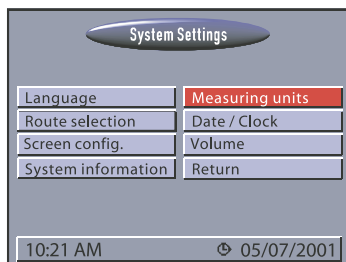 System Settings
Language
Measuring units
Route selection
Date / Clock
Screen config.
Volume
System information
Return
10:21 AM
05/07/2001